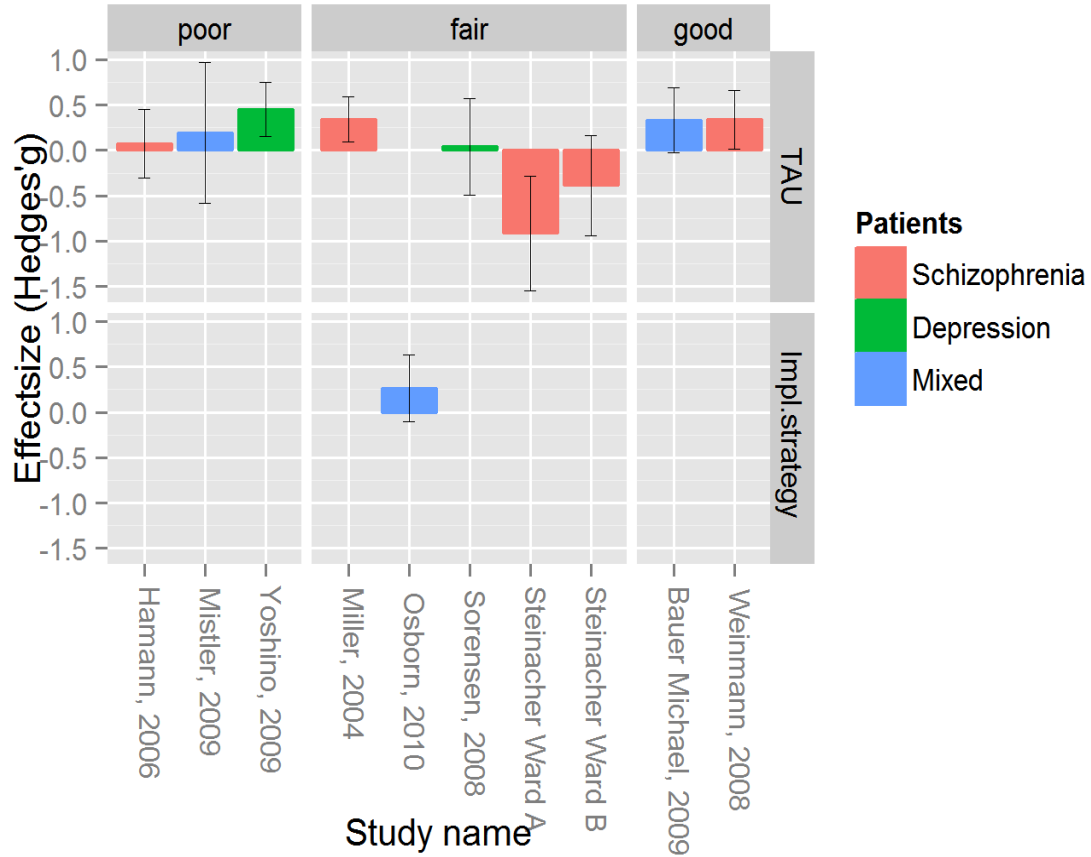 poor
fair
good
1.0
0.5
0.0
-0.5
-1.0
-1.5
TAU
1.0
0.5
0.0
-0.5
-1.0
-1.5
Impl.strategy
Effectsize (Hedges'g)
Hamann, 2006
Mistler, 2009
Yoshino, 2009
Miller, 2004
Osborn, 2010
Sorensen, 2008
Steinacher Ward A
Steinacher Ward B
Bauer Michael, 2009
Weinmann, 2008
Study name
Patients
Schizophrenia
Depression
Mixed